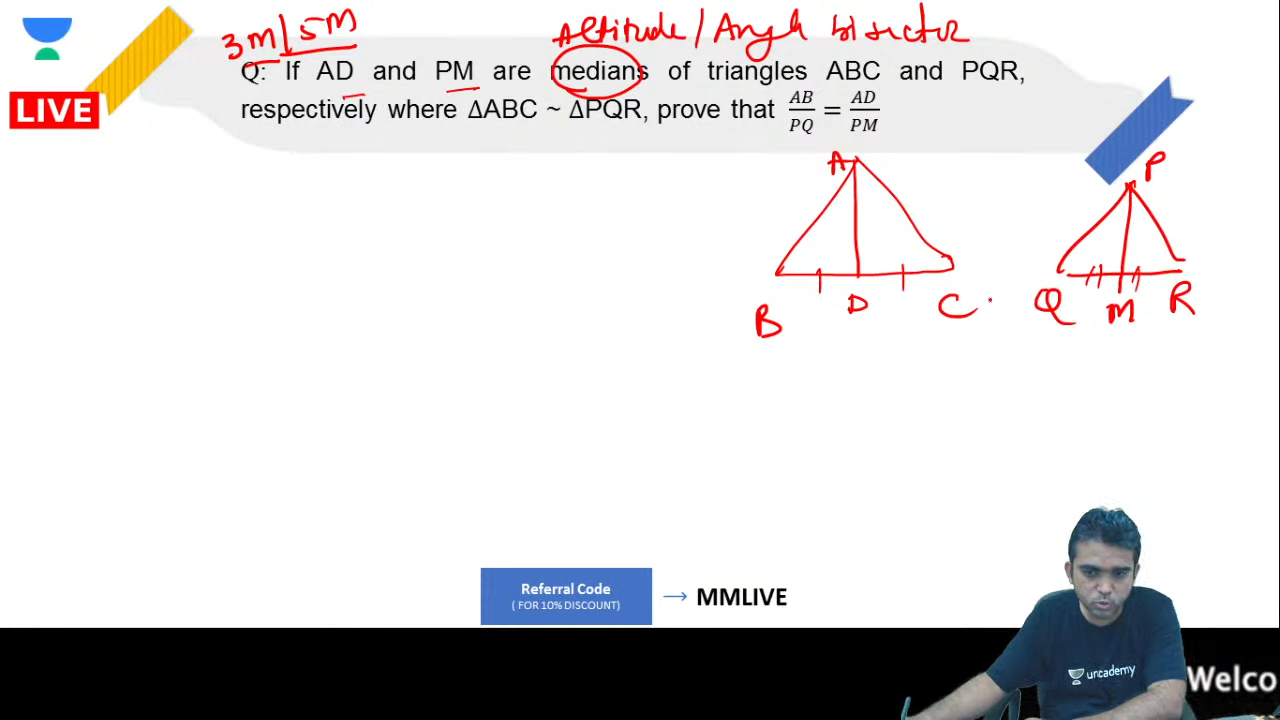 3M/5M
Altitude/Angle bisector
LIVE
Q: If AD and PM are medians of triangles ABC and PQR,
respectively where ΔABC ~ ΔPQR, prove that AB/PQ = AD/PM
A
P
B D C
Q M R
Referral Code
( FOR 10% DISCOUNT)
→ MMLIVE
unacademy
Welco